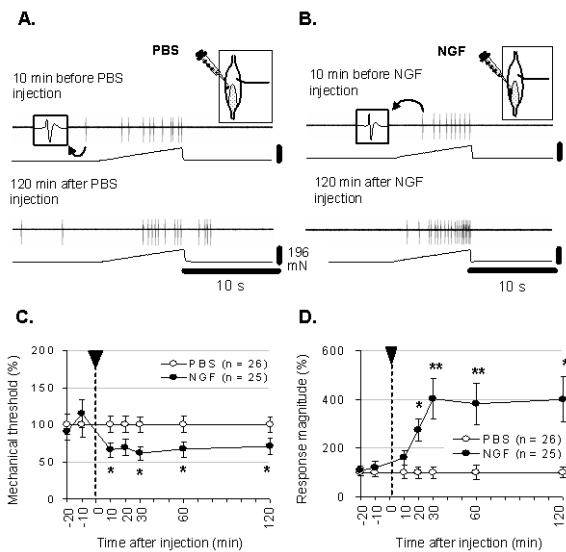 A.
PBS
10 min before PBS
injection
120 min after PBS
injection
196
mN
10 s
B.
NGF
10 min before NGF
injection
120 min after NGF
injection
10 s
C.
Mechanical threshold (%)
200
150
100
50
0
PBS (n = 26)
NGF (n = 25)
* * * *
-20 -10 0 10 20 30 60 120
Time after injection (min)
D.
Response magnitude (%)
600
400
200
0
* ** ** *
PBS (n = 26)
NGF (n = 25)
-20 -10 0 10 20 30 60 120
Time after injection (min)